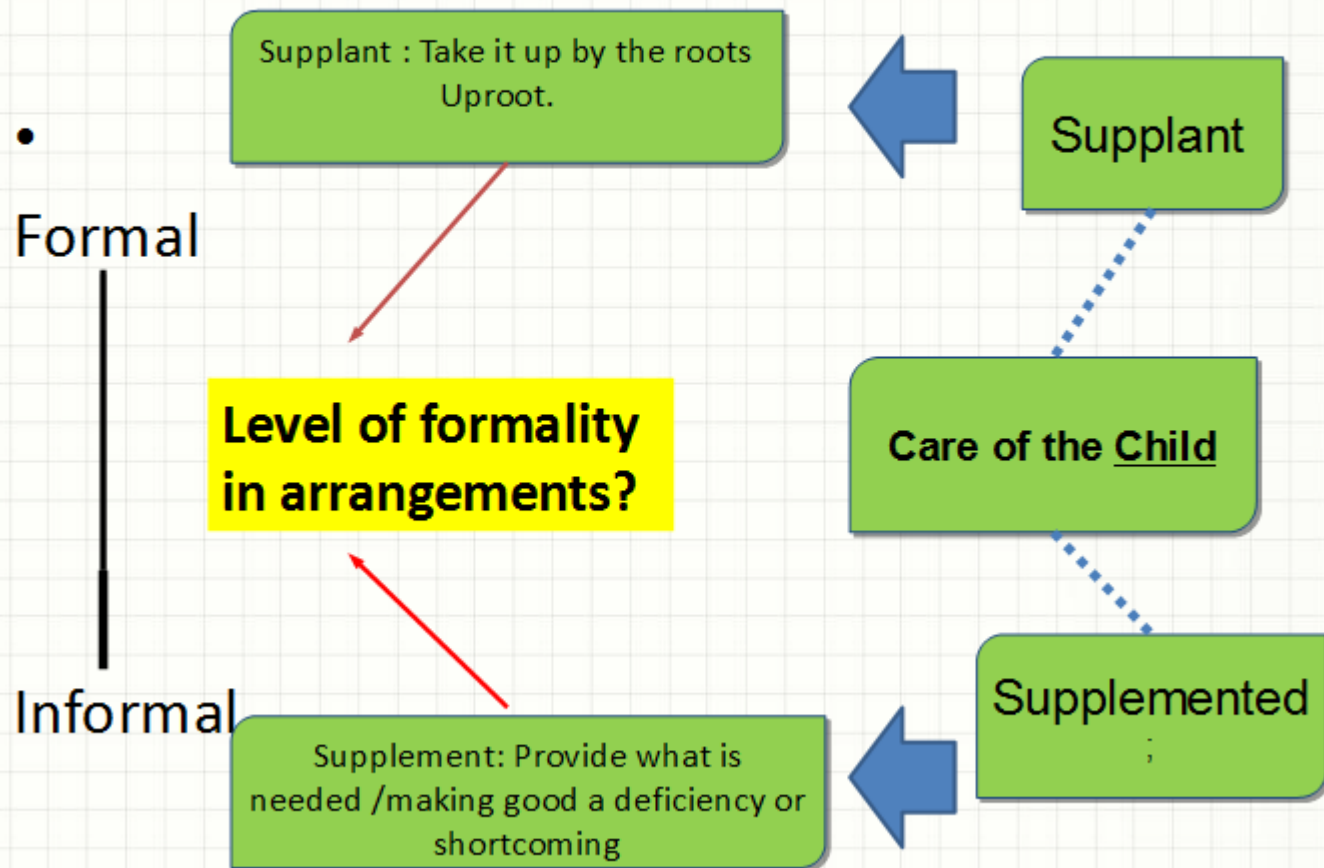 Supplant : Take it up by the roots
Uproot.
Supplant
•
Formal
Level of formality
in arrangements?
Care of the Child
Informal
Supplemented
;
Supplement: Provide what is
needed /making good a deficiency or
shortcoming